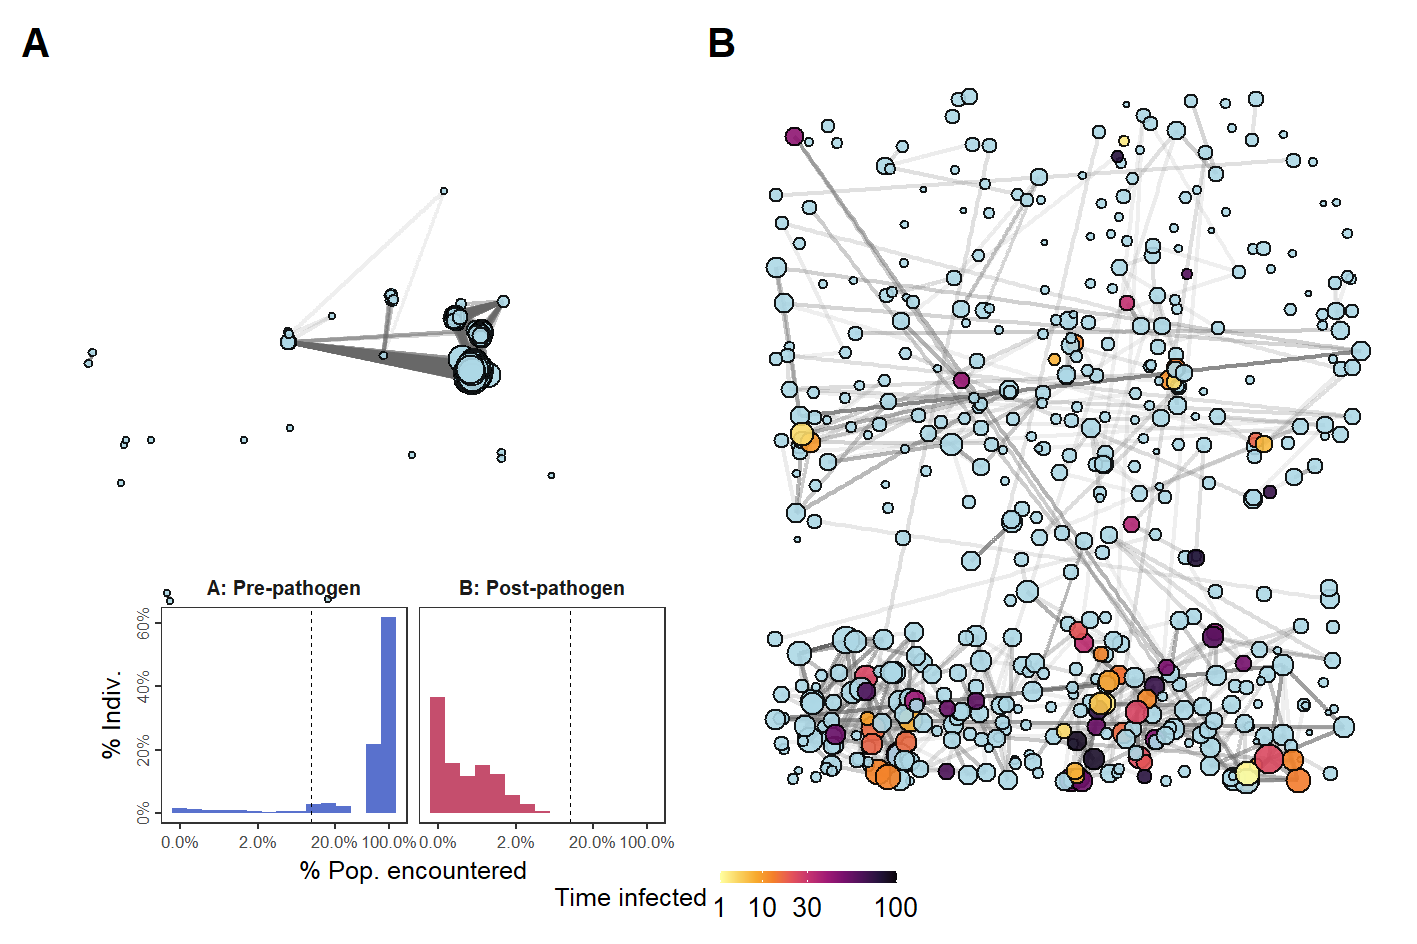 A
B
A: Pre-pathogen
B: Post-pathogen
% Indiv.
60%
40%
20%
0%
0.0% 2.0% 20.0% 100.0%
0.0% 2.0% 20.0% 100.0%
% Pop. encountered
Time infected
1 10 30 100